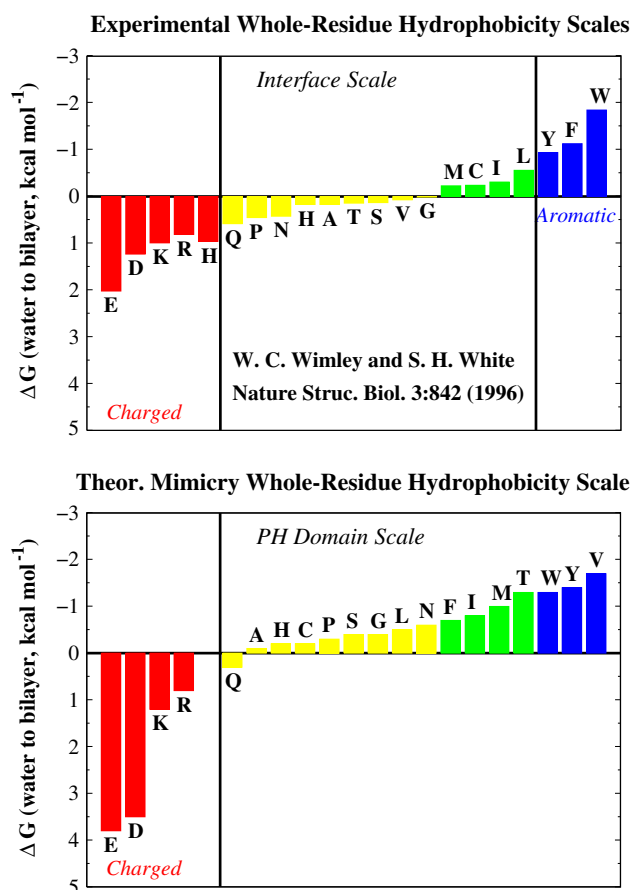 Experimental Whole-Residue Hydrophobicity Scales
−3
−2
−1
0
1
2
3
4
5
ΔG (water to bilayer, kcal mol⁻¹)
Interface Scale
E D K R H Q P N H A T S V G M C I L Y F W
Aromatic
W. C. Wimley and S. H. White
Nature Struc. Biol. 3:842 (1996)
Charged
Theor. Mimicry Whole-Residue Hydrophobicity Scale
−3
−2
−1
0
1
2
3
4
5
ΔG (water to bilayer, kcal mol⁻¹)
PH Domain Scale
E D K R Q A H C P S G L N F I M T W Y V
Charged